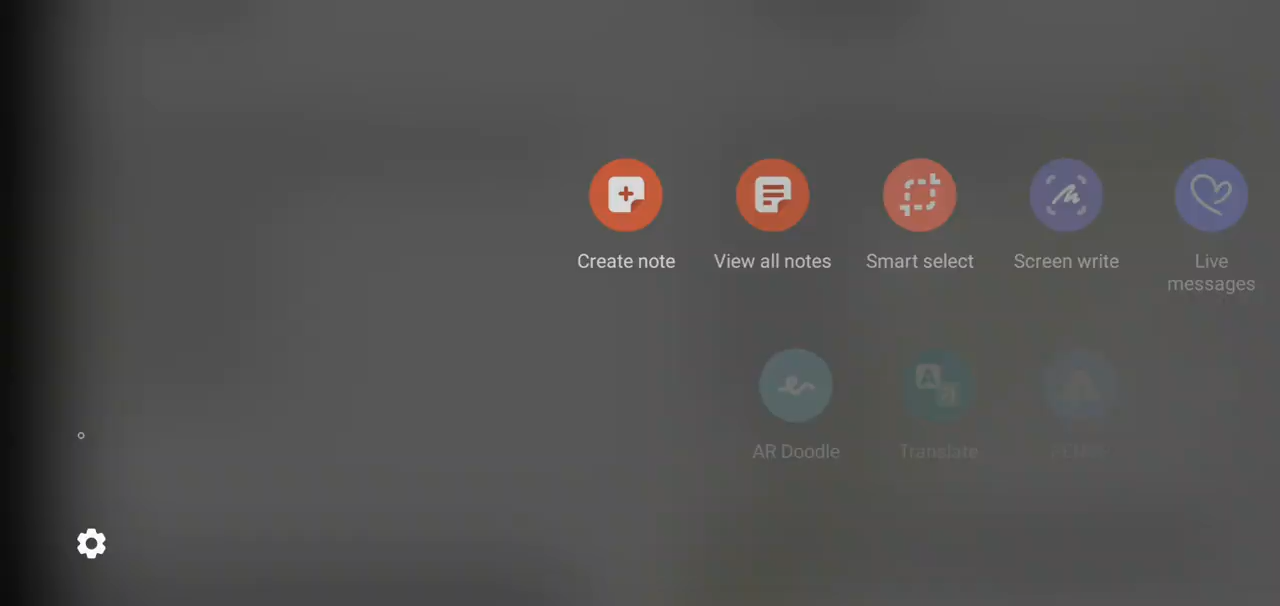 Create note
View all notes
Smart select
Screen write
Live
messages
AR Doodle
Translate